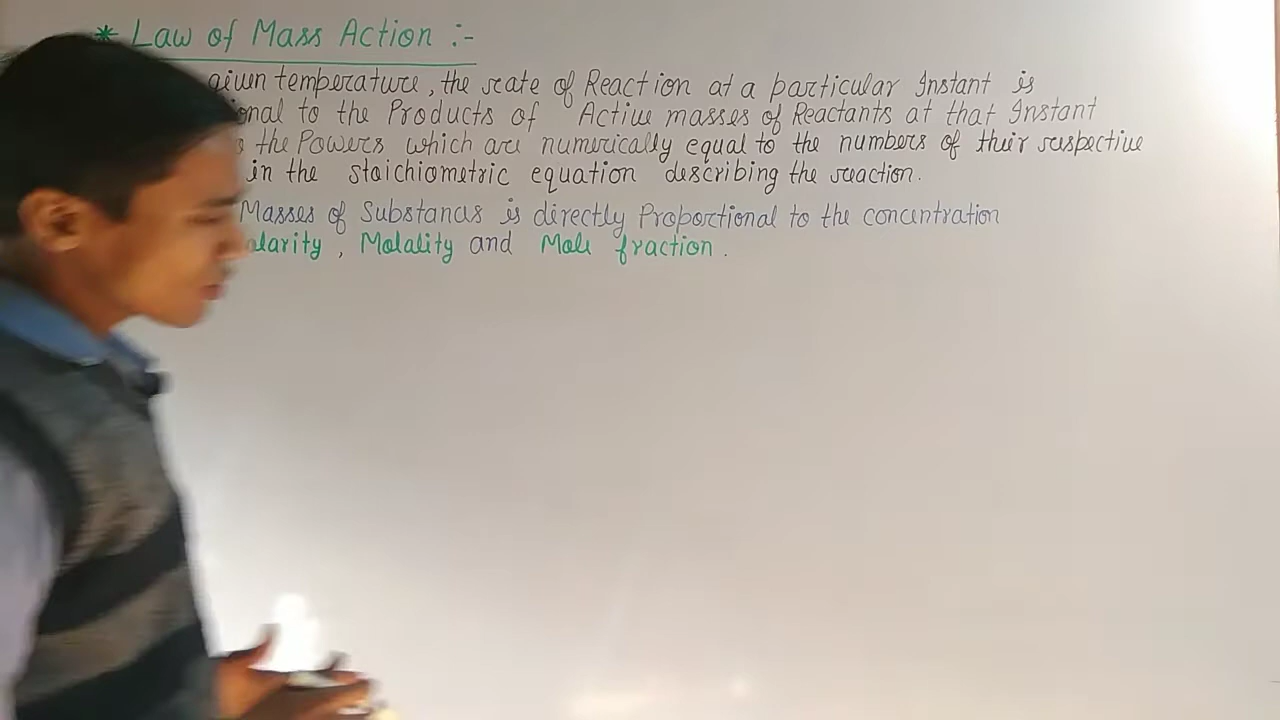 * Law of Mass Action :-
given temperature, the rate of Reaction at a particular Instant is
onal to the Products of Active masses of Reactants at that Instant
the Powers which are numerically equal to the numbers of their respective
in the stoichiometric equation describing the reaction.
Masses of Substances is directly Proportional to the concentration
larity, Molality and Mole fraction.